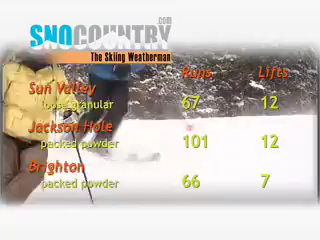 .com
SNOCOUNTRY
The Skiing Weatherman
Runs Lifts
Sun Valley
loose granular 67 12
Jackson Hole
packed powder 101 12
Brighton
packed powder 66 7